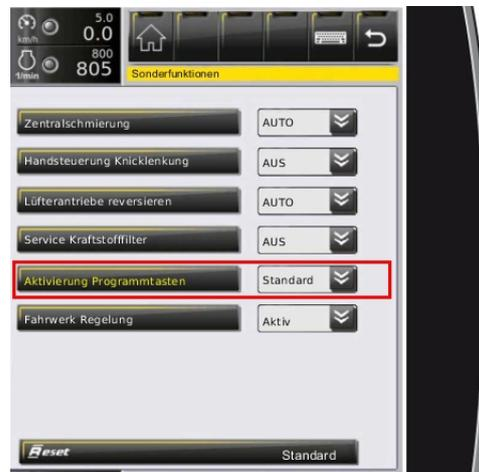 5.0
km/h 0.0
800
1/min 805
Sonderfunktionen
Zentralschmierung AUTO
Handsteuerung Knicklenkung AUS
Lüfterantriebe reversieren AUTO
Service Kraftstofffilter AUS
Aktivierung Programmtasten Standard
Fahrwerk Regelung Aktiv
Reset Standard